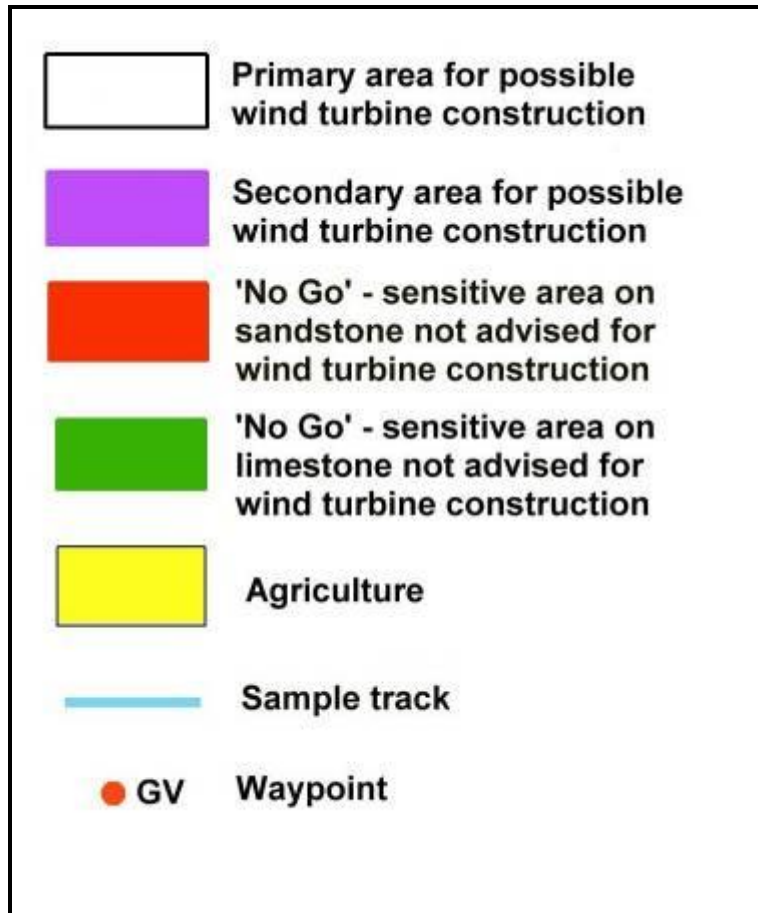 Primary area for possible
wind turbine construction
Secondary area for possible
wind turbine construction
'No Go' - sensitive area on
sandstone not advised for
wind turbine construction
'No Go' - sensitive area on
limestone not advised for
wind turbine construction
Agriculture
Sample track
GV Waypoint